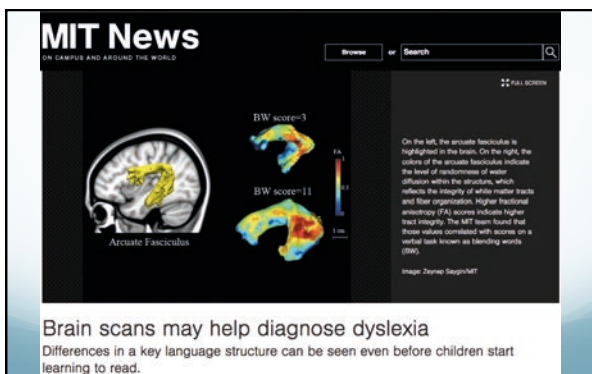 MIT News
ON CAMPUS AND AROUND THE WORLD
Browse or Search
FULL SCREEN
BW score=3
FA
1
0.5
BW score=11
1 cm
Arcuate Fasciculus
On the left, the arcuate fasciculus is
highlighted in the brain. On the right, the
colors of the arcuate fasciculus indicate
the level of randomness of water
diffusion within the structure, which
reflects the integrity of white matter tracts
and fiber organization. Higher fractional
anisotropy (FA) scores indicate higher
tract integrity. The MIT team found that
those values correlated with scores on a
verbal task known as blending words
(BW).
Image: Zeynep Saygin/MIT
Brain scans may help diagnose dyslexia
Differences in a key language structure can be seen even before children start
learning to read.